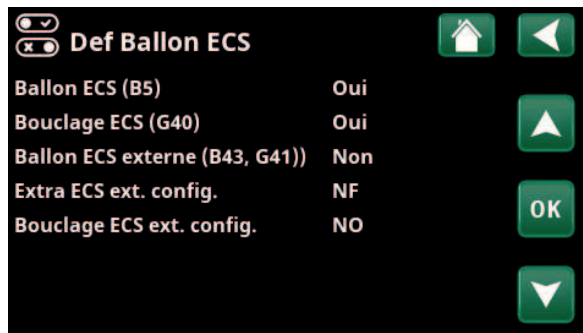 Def Ballon ECS
Ballon ECS (B5) Oui
Bouclage ECS (G40) Oui
Ballon ECS externe (B43, G41)) Non
Extra ECS ext. config. NF
Bouclage ECS ext. config. NO
OK